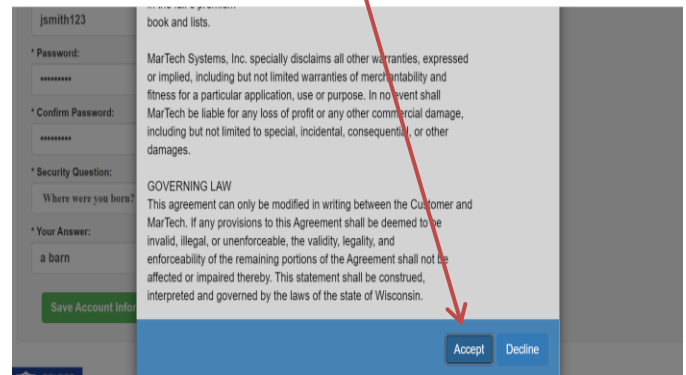 in the fair's premium
book and lists.
MarTech Systems, Inc. specially disclaims all other warranties, expressed
or implied, including but not limited warranties of merchantability and
fitness for a particular application, use or purpose. In no event shall
MarTech be liable for any loss of profit or any other commercial damage,
including but not limited to special, incidental, consequential, or other
damages.
GOVERNING LAW
This agreement can only be modified in writing between the Customer and
MarTech. If any provisions to this Agreement shall be deemed to be
invalid, illegal, or unenforceable, the validity, legality, and
enforceability of the remaining portions of the Agreement shall not be
affected or impaired thereby. This statement shall be construed,
interpreted and governed by the laws of the state of Wisconsin.
Accept Decline
jsmith123
* Password:
* Confirm Password:
* Security Question:
Where were you born?
* Your Answer:
a barn
Save Account